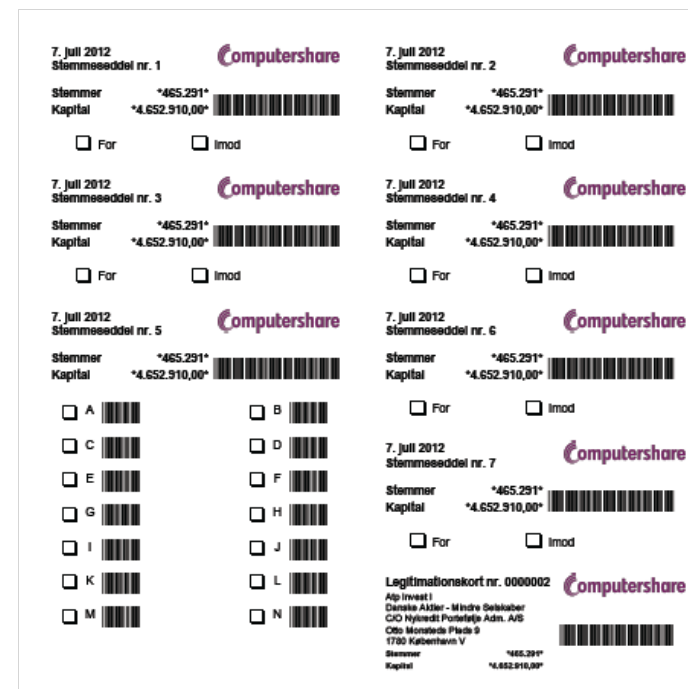 7. juli 2012
Stemmeseddel nr. 1
Computershare
Stemmer *465.291*
Kapital *4.652.910,00*
For Imod
7. juli 2012
Stemmeseddel nr. 2
Computershare
Stemmer *465.291*
Kapital *4.652.910,00*
For Imod
7. juli 2012
Stemmeseddel nr. 3
Computershare
Stemmer *465.291*
Kapital *4.652.910,00*
For Imod
7. juli 2012
Stemmeseddel nr. 4
Computershare
Stemmer *465.291*
Kapital *4.652.910,00*
For Imod
7. juli 2012
Stemmeseddel nr. 5
Computershare
Stemmer *465.291*
Kapital *4.652.910,00*
A B
C D
E F
G H
I J
K L
M N
7. juli 2012
Stemmeseddel nr. 6
Computershare
Stemmer *465.291*
Kapital *4.652.910,00*
For Imod
7. juli 2012
Stemmeseddel nr. 7
Computershare
Stemmer *465.291*
Kapital *4.652.910,00*
For Imod
Legitimationskort nr. 0000002
Computershare
Atp Invest I
Danske Aktier - Mindre Selskaber
C/O Nykredit Portefølje Adm. A/S
Otto Monsteds Plads 9
1780 København V
Stemmer *465.291*
Kapital *4.652.910,00*